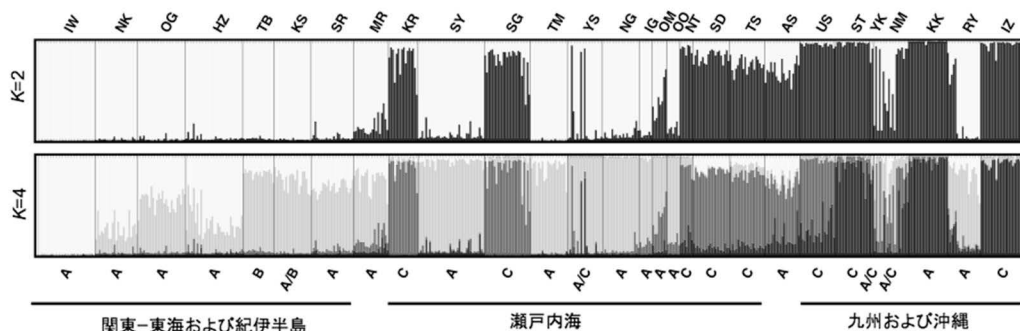 IW NK OG HZ TB KS SR MR KR SY SG TM YS NG IG OM OO NT SD TS AS US ST YK NM KK RY IZ
K=2
K=4
A A A A B A/B A A C A C A A/C A A A A C C C A C C A/C A/C A A C
関東-東海および紀伊半島 瀬戸内海 九州および沖縄